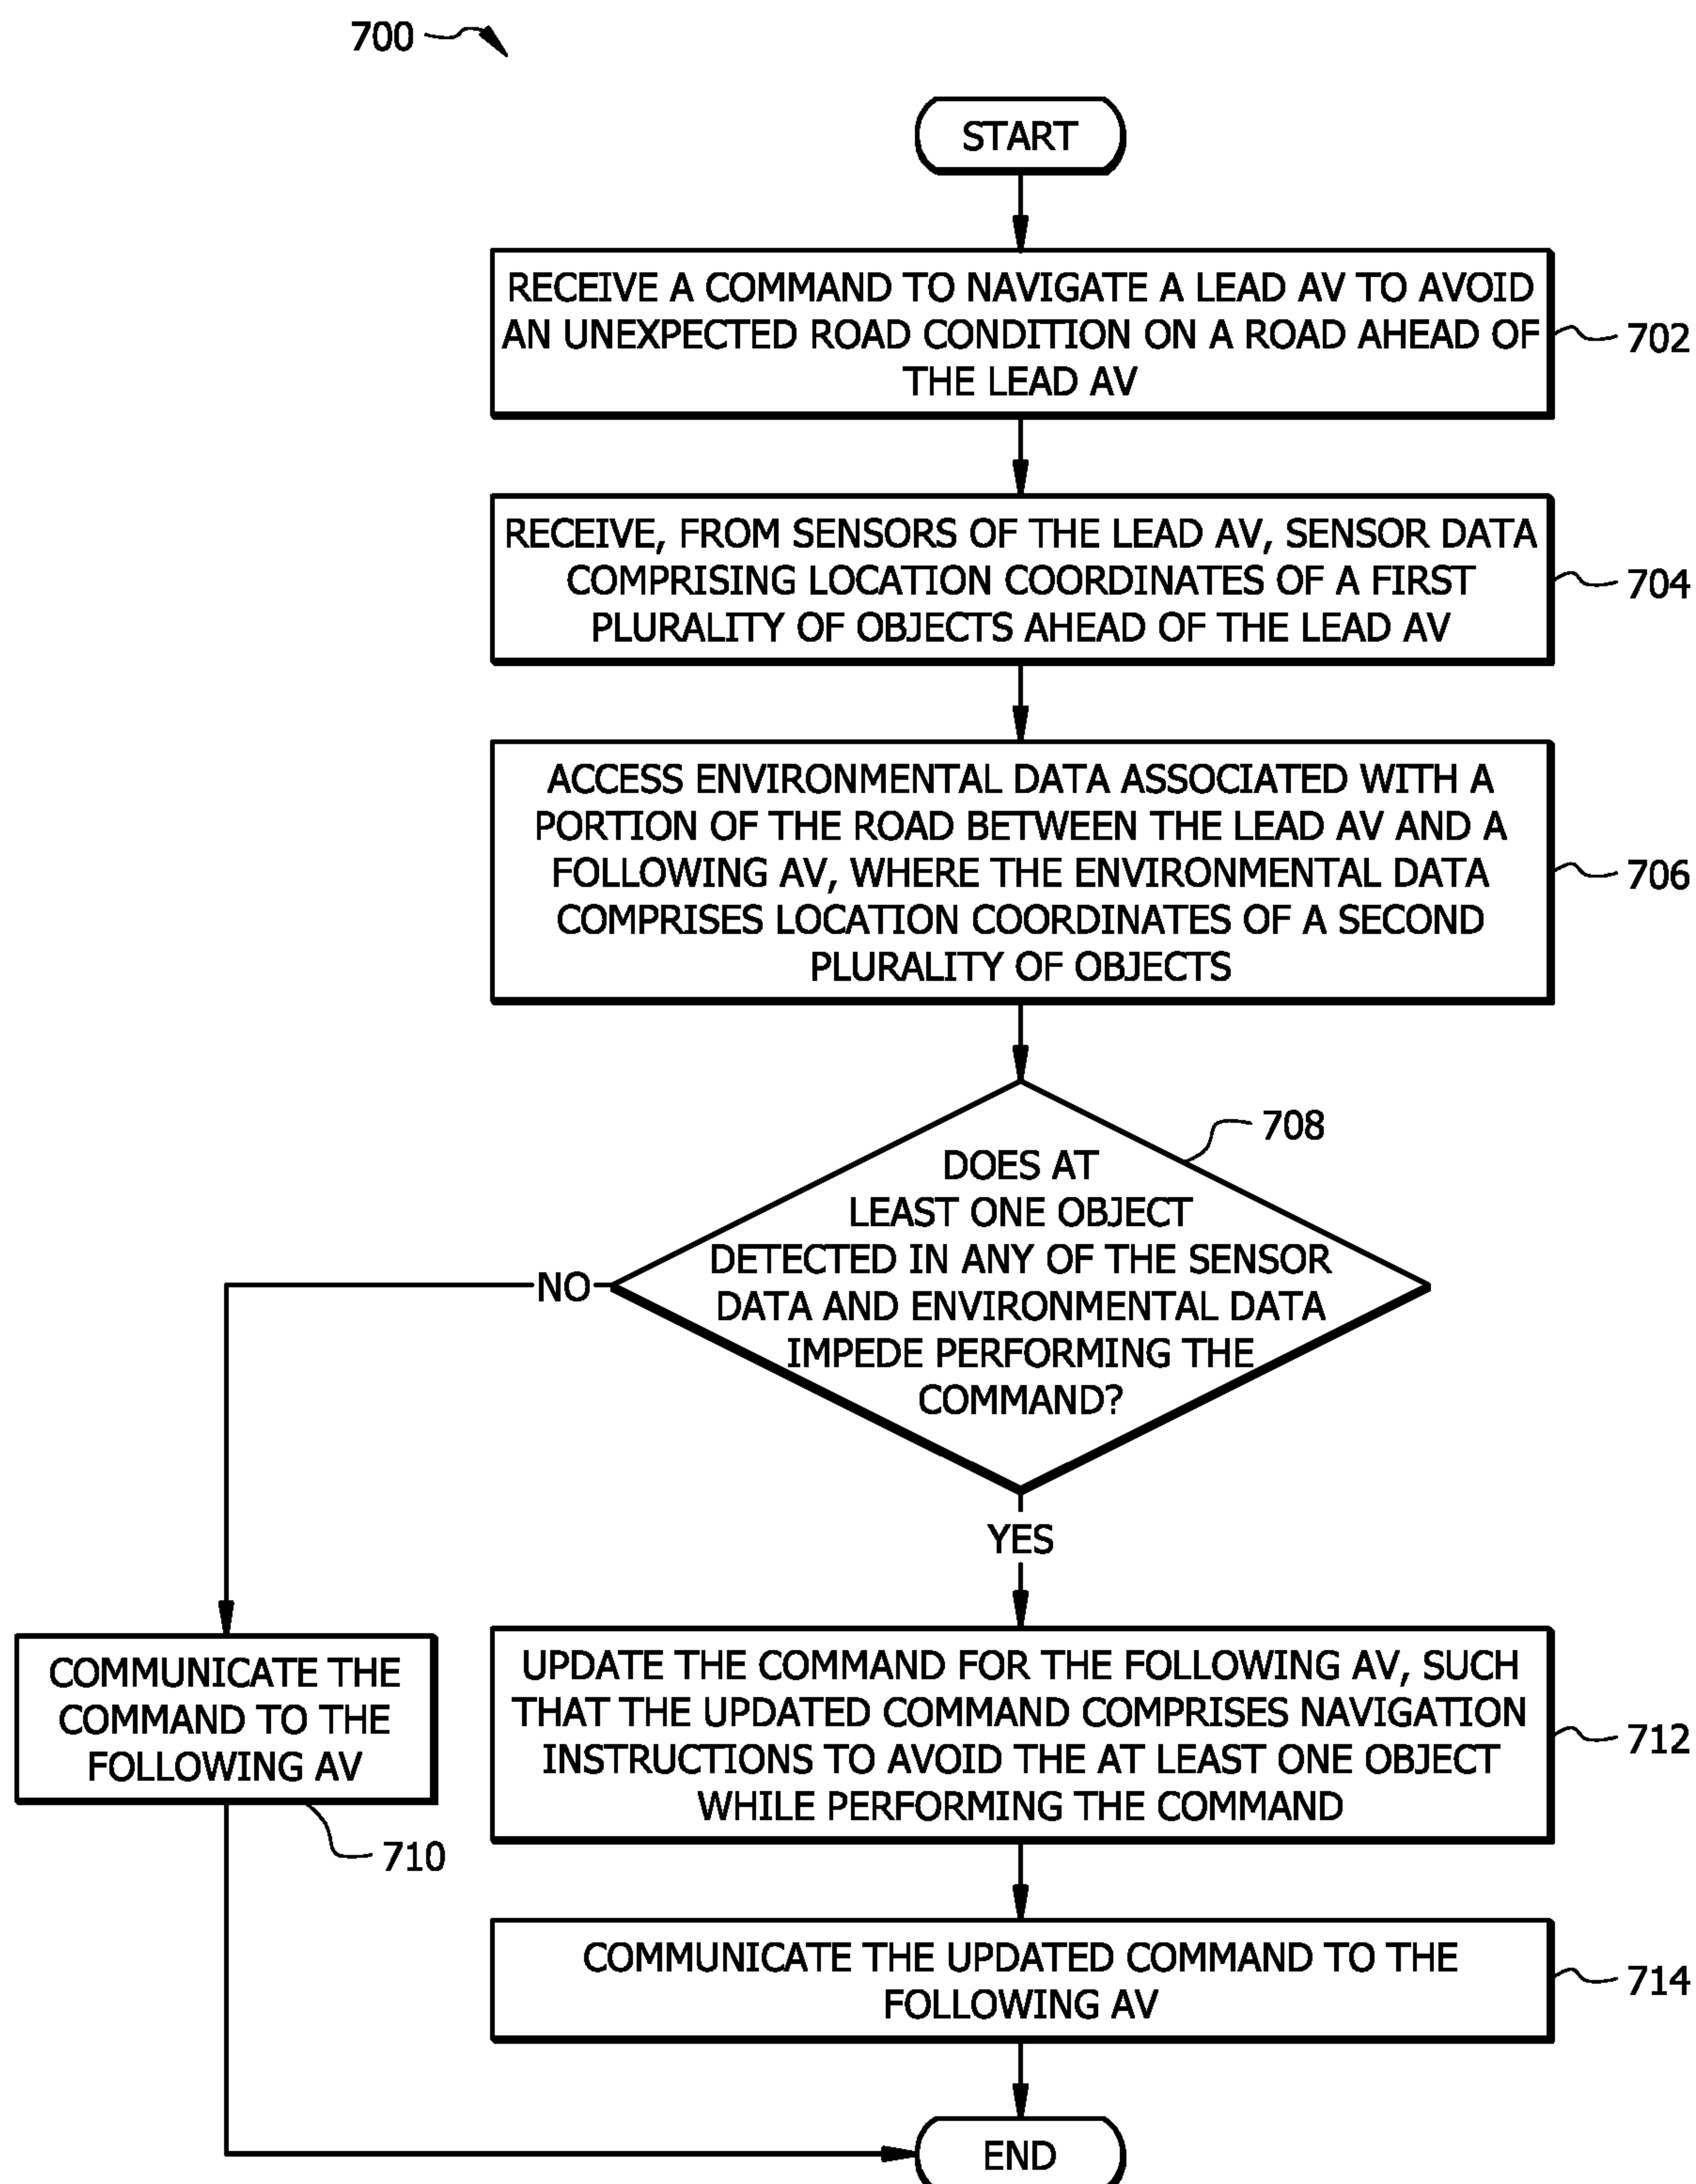 700
START
RECEIVE A COMMAND TO NAVIGATE A LEAD AV TO AVOID
AN UNEXPECTED ROAD CONDITION ON A ROAD AHEAD OF
THE LEAD AV
702
RECEIVE, FROM SENSORS OF THE LEAD AV, SENSOR DATA
COMPRISING LOCATION COORDINATES OF A FIRST
PLURALITY OF OBJECTS AHEAD OF THE LEAD AV
704
ACCESS ENVIRONMENTAL DATA ASSOCIATED WITH A
PORTION OF THE ROAD BETWEEN THE LEAD AV AND A
FOLLOWING AV, WHERE THE ENVIRONMENTAL DATA
COMPRISES LOCATION COORDINATES OF A SECOND
PLURALITY OF OBJECTS
706
708
DOES AT
LEAST ONE OBJECT
DETECTED IN ANY OF THE SENSOR
DATA AND ENVIRONMENTAL DATA
IMPEDE PERFORMING THE
COMMAND?
NO
YES
COMMUNICATE THE
COMMAND TO THE
FOLLOWING AV
710
UPDATE THE COMMAND FOR THE FOLLOWING AV, SUCH
THAT THE UPDATED COMMAND COMPRISES NAVIGATION
INSTRUCTIONS TO AVOID THE AT LEAST ONE OBJECT
WHILE PERFORMING THE COMMAND
712
COMMUNICATE THE UPDATED COMMAND TO THE
FOLLOWING AV
714
END